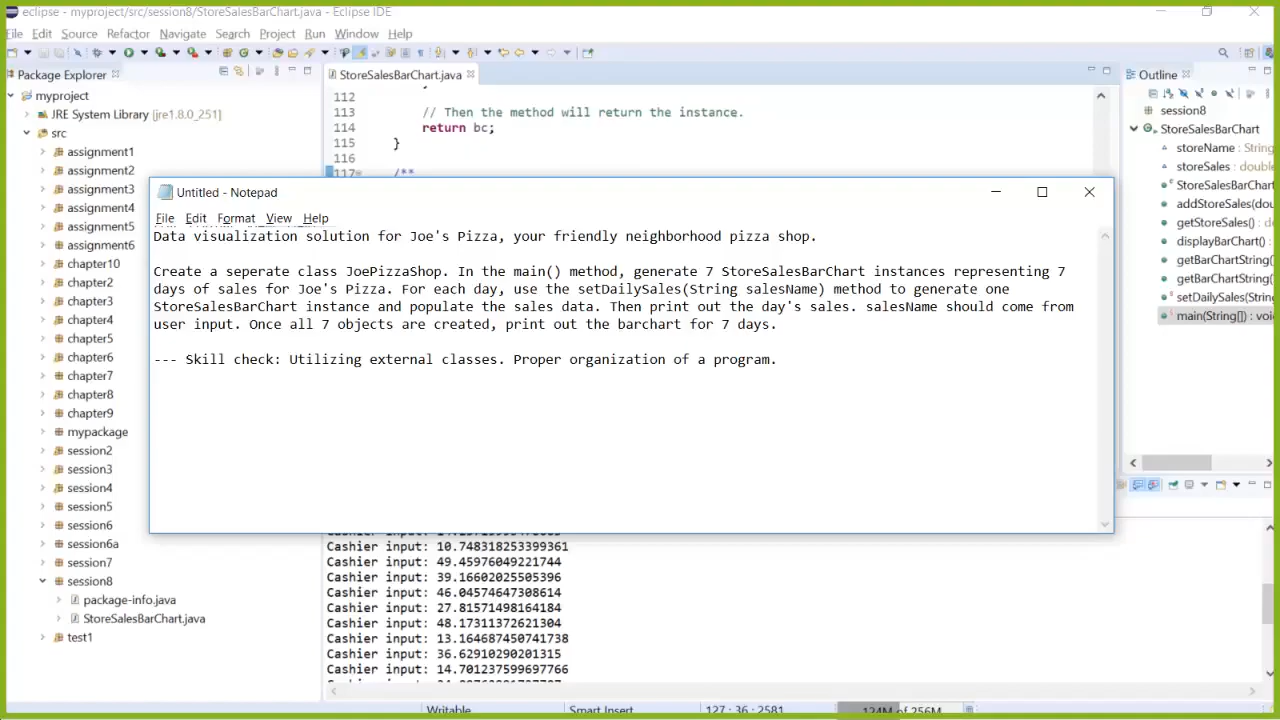 eclipse - myproject/src/session8/StoreSalesBarChart.java - Eclipse IDE
File Edit Source Refactor Navigate Search Project Run Window Help
Package Explorer
myproject
JRE System Library [jre1.8.0_251]
src
assignment1
assignment2
assignment3
assignment4
assignment5
assignment6
chapter10
chapter2
chapter3
chapter4
chapter5
chapter6
chapter7
chapter8
chapter9
mypackage
session2
session3
session4
session5
session6
session6a
session7
session8
package-info.java
StoreSalesBarChart.java
test1
StoreSalesBarChart.java
112
113 // Then the method will return the instance.
114 return bc;
115 }
116
117 /**
Untitled - Notepad
File Edit Format View Help
Data visualization solution for Joe's Pizza, your friendly neighborhood pizza shop.
Create a seperate class JoePizzaShop. In the main() method, generate 7 StoreSalesBarChart instances representing 7
days of sales for Joe's Pizza. For each day, use the setDailySales(String salesName) method to generate one
StoreSalesBarChart instance and populate the sales data. Then print out the day's sales. salesName should come from
user input. Once all 7 objects are created, print out the barchart for 7 days.
--- Skill check: Utilizing external classes. Proper organization of a program.
Outline
session8
StoreSalesBarChart
storeName : String
storeSales : double
StoreSalesBarChart
addStoreSales(dou
getStoreSales() : d
displayBarChart() :
getBarChartString(
getBarChartString(
setDailySales(String
main(String[]) : voi
Cashier input: 10.748318253399361
Cashier input: 49.45976049221744
Cashier input: 39.16602025505396
Cashier input: 46.04574647308614
Cashier input: 27.81571498164184
Cashier input: 48.17311372621304
Cashier input: 13.164687450741738
Cashier input: 36.62910290201315
Cashier input: 14.701237599697766
Writable Smart Insert 127 : 36 : 2581 124M of 256M